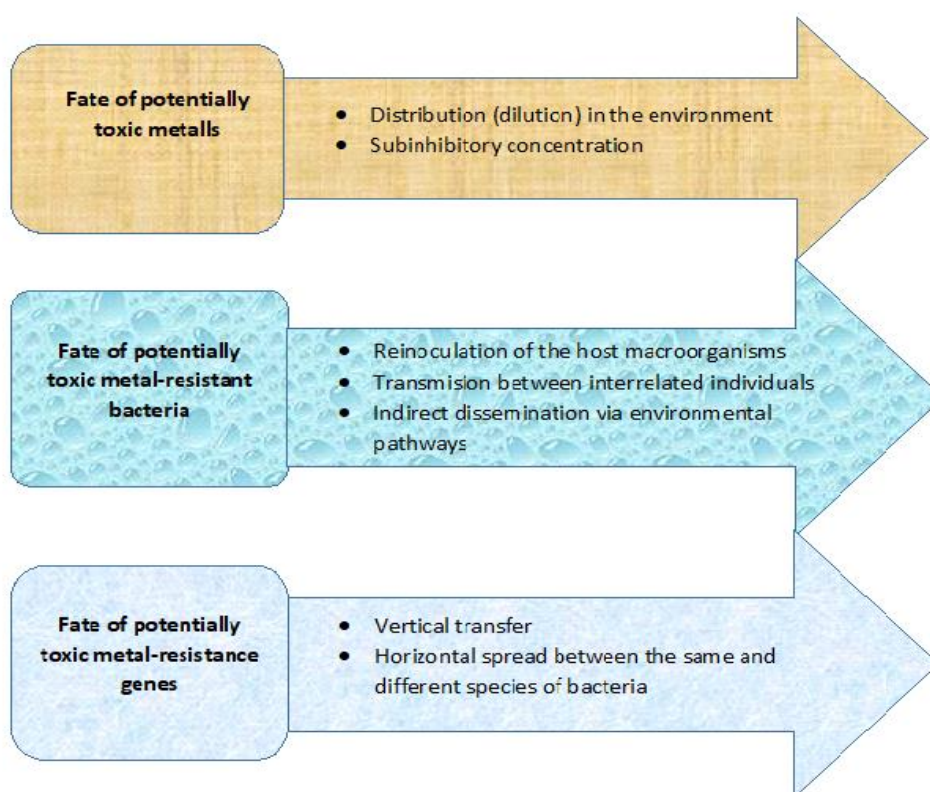 Fate of potentially
toxic metalls
• Distribution (dilution) in the environment
• Subinhibitory concentration
Fate of potentially
toxic metal-resistant
bacteria
• Reinoculation of the host macroorganisms
• Transmision between interrelated individuals
• Indirect dissemination via environmental
pathways
Fate of potentially
toxic metal-resistance
genes
• Vertical transfer
• Horizontal spread between the same and
different species of bacteria